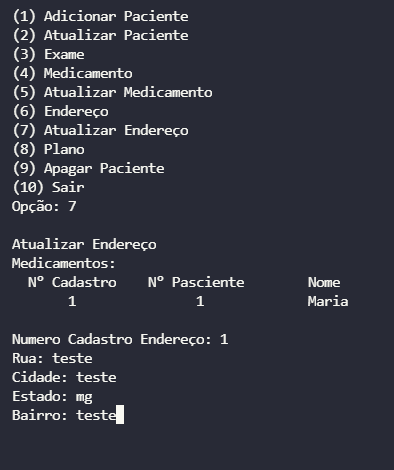 (1) Adicionar Paciente
(2) Atualizar Paciente
(3) Exame
(4) Medicamento
(5) Atualizar Medicamento
(6) Endereço
(7) Atualizar Endereço
(8) Plano
(9) Apagar Paciente
(10) Sair
Opção: 7
Atualizar Endereço
Medicamentos:
Nº Cadastro Nº Pasciente Nome
1 1 Maria
Numero Cadastro Endereço: 1
Rua: teste
Cidade: teste
Estado: mg
Bairro: teste